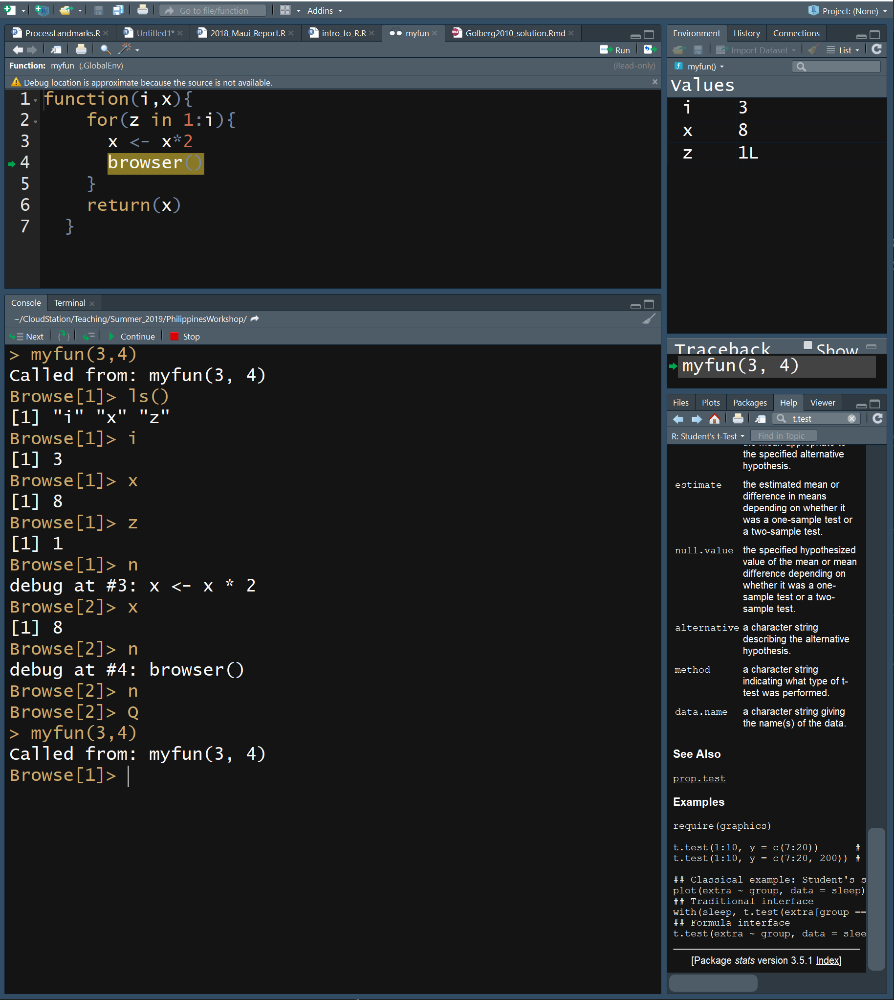 Go to file/function
Addins
Project: (None)
ProcessLandmarks.R
Untitled1*
2018_Maui_Report.R
intro_to_R.R
myfun
Golberg2010_solution.Rmd
Run
Function: myfun (.GlobalEnv)
(Read-only)
Debug location is approximate because the source is not available.
1 function(i,x){
2 for(z in 1:i){
3 x <- x*2
4 browser()
5 }
6 return(x)
7 }
Console
Terminal
~/CloudStation/Teaching/Summer_2019/PhilippinesWorkshop/
Next
Continue
Stop
> myfun(3,4)
Called from: myfun(3, 4)
Browse[1]> ls()
[1] "i" "x" "z"
Browse[1]> i
[1] 3
Browse[1]> x
[1] 8
Browse[1]> z
[1] 1
Browse[1]> n
debug at #3: x <- x * 2
Browse[2]> x
[1] 8
Browse[2]> n
debug at #4: browser()
Browse[2]> n
Browse[2]> Q
> myfun(3,4)
Called from: myfun(3, 4)
Browse[1]>
Environment
History
Connections
Import Dataset
List
myfun()
Values
i 3
x 8
z 1L
Traceback
Show
myfun(3, 4)
Files
Plots
Packages
Help
Viewer
t.test
R: Student's t-Test
Find in Topic
the mean appropriate to
the specified alternative
hypothesis.
estimate the estimated mean or
difference in means
depending on whether it
was a one-sample test or
a two-sample test.
null.value the specified hypothesized
value of the mean or mean
difference depending on
whether it was a one-
sample test or a two-
sample test.
alternative a character string
describing the alternative
hypothesis.
method a character string
indicating what type of t-
test was performed.
data.name a character string giving
the name(s) of the data.
See Also
prop.test
Examples
require(graphics)
t.test(1:10, y = c(7:20)) #
t.test(1:10, y = c(7:20, 200)) #
## Classical example: Student's s
plot(extra ~ group, data = sleep)
## Traditional interface
with(sleep, t.test(extra[group ==
## Formula interface
t.test(extra ~ group, data = slee
[Package stats version 3.5.1 Index]